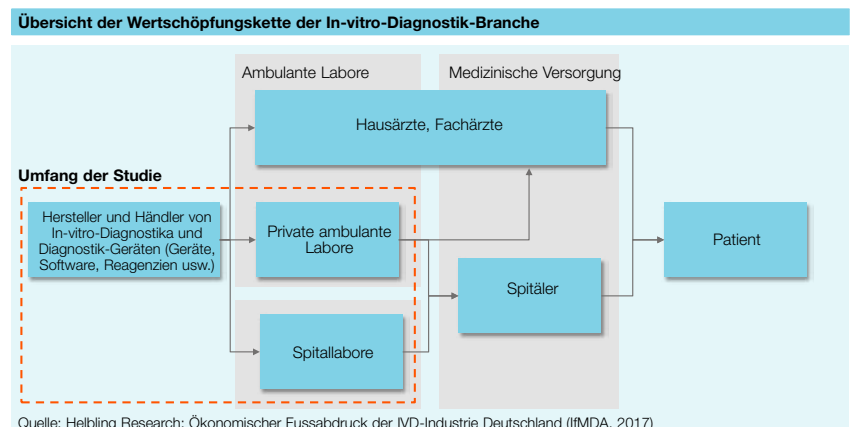 Übersicht der Wertschöpfungskette der In-vitro-Diagnostik-Branche
Ambulante Labore
Medizinische Versorgung
Hausärzte, Fachärzte
Umfang der Studie
Hersteller und Händler von
In-vitro-Diagnostika und
Diagnostik-Geräten (Geräte,
Software, Reagenzien usw.)
Private ambulante
Labore
Patient
Spitäler
Spitallabore
Quelle: Helbling Research; Ökonomischer Fussabdruck der IVD-Industrie Deutschland (IfMDA, 2017)